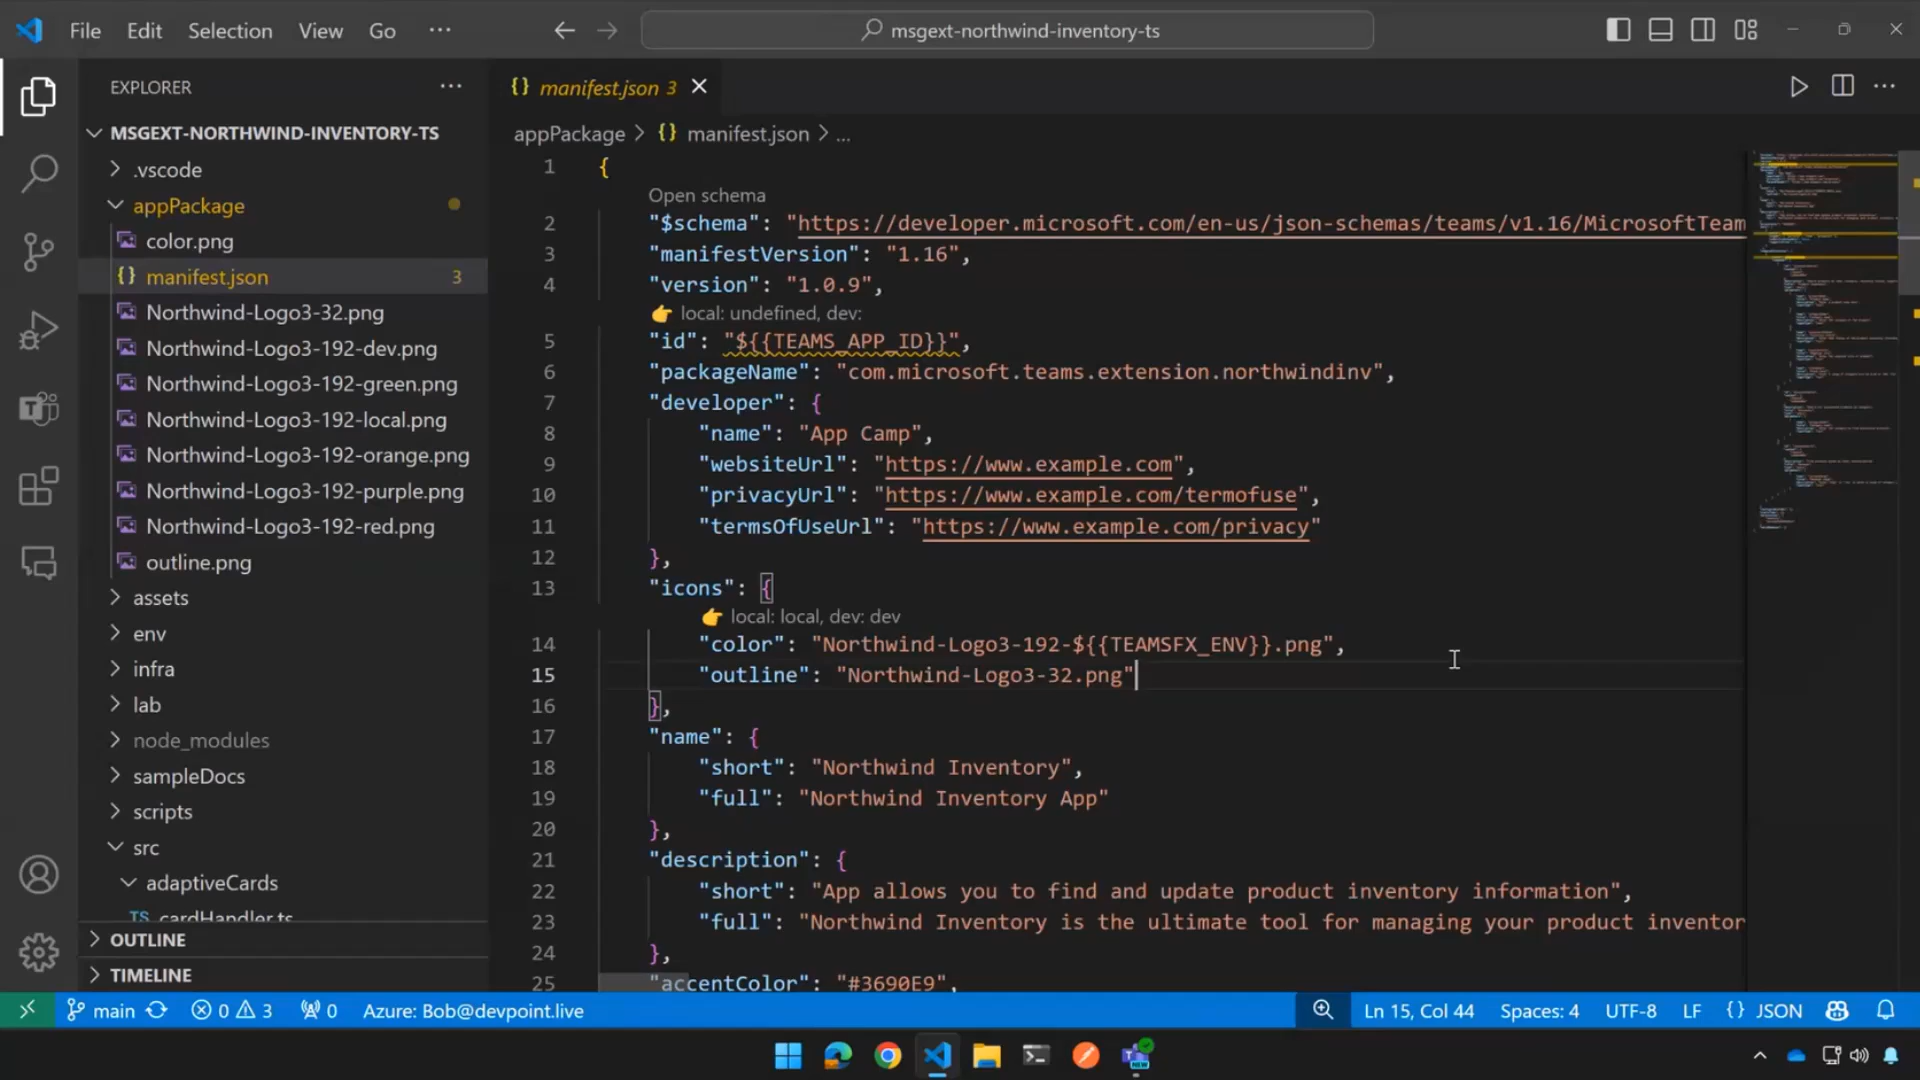 File Edit Selection View Go ···
msgext-northwind-inventory-ts
EXPLORER ···
MSGEXT-NORTHWIND-INVENTORY-TS
.vscode
appPackage
color.png
{} manifest.json 3
Northwind-Logo3-32.png
Northwind-Logo3-192-dev.png
Northwind-Logo3-192-green.png
Northwind-Logo3-192-local.png
Northwind-Logo3-192-orange.png
Northwind-Logo3-192-purple.png
Northwind-Logo3-192-red.png
outline.png
assets
env
infra
lab
node_modules
sampleDocs
scripts
src
adaptiveCards
TS cardHandler.ts
OUTLINE
TIMELINE
{} manifest.json 3
appPackage > {} manifest.json > ...
1 {
Open schema
2 "$schema": "https://developer.microsoft.com/en-us/json-schemas/teams/v1.16/MicrosoftTeam
3 "manifestVersion": "1.16",
4 "version": "1.0.9",
👉 local: undefined, dev:
5 "id": "${{TEAMS_APP_ID}}",
6 "packageName": "com.microsoft.teams.extension.northwindinv",
7 "developer": {
8 "name": "App Camp",
9 "websiteUrl": "https://www.example.com",
10 "privacyUrl": "https://www.example.com/termofuse",
11 "termsOfUseUrl": "https://www.example.com/privacy"
12 },
13 "icons": {
👉 local: local, dev: dev
14 "color": "Northwind-Logo3-192-${{TEAMSFX_ENV}}.png",
15 "outline": "Northwind-Logo3-32.png"
16 },
17 "name": {
18 "short": "Northwind Inventory",
19 "full": "Northwind Inventory App"
20 },
21 "description": {
22 "short": "App allows you to find and update product inventory information",
23 "full": "Northwind Inventory is the ultimate tool for managing your product inventor
24 },
25 "accentColor": "#3690E9",
main 0 3 0 Azure: Bob@devpoint.live
Ln 15, Col 44 Spaces: 4 UTF-8 LF {} JSON
NEW